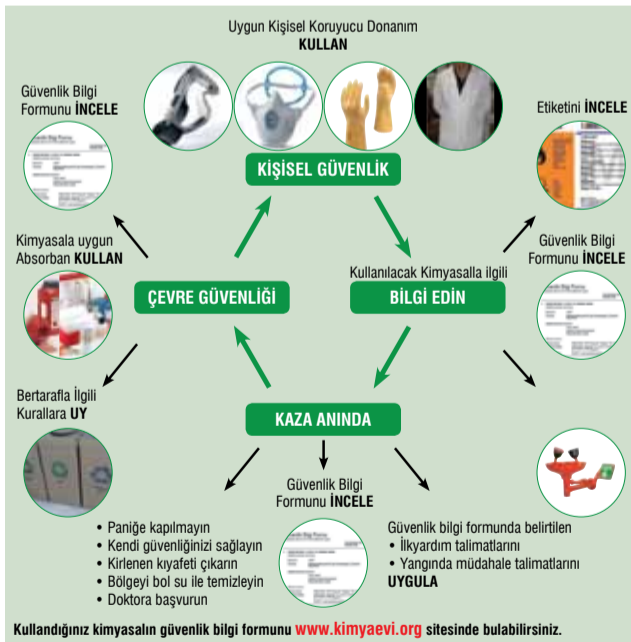 Uygun Kişisel Koruyucu Donanım
KULLAN
Güvenlik Bilgi
Formunu İNCELE
Etiketini İNCELE
KİŞİSEL GÜVENLİK
Kimyasala uygun
Absorban KULLAN
Güvenlik Bilgi
Formunu İNCELE
Kullanılacak Kimyasalla ilgili
ÇEVRE GÜVENLİĞİ
BİLGİ EDİN
Bertarafla İlgili
Kurallara UY
KAZA ANINDA
Güvenlik Bilgi
Formunu İNCELE
• Paniğe kapılmayın
• Kendi güvenliğinizi sağlayın
• Kirlenen kıyafeti çıkarın
• Bölgeyi bol su ile temizleyin
• Doktora başvurun
Güvenlik bilgi formunda belirtilen
• İlkyardım talimatlarını
• Yangında müdahale talimatlarını
UYGULA
Kullandığınız kimyasalın güvenlik bilgi formunu www.kimyaevi.org sitesinde bulabilirsiniz.